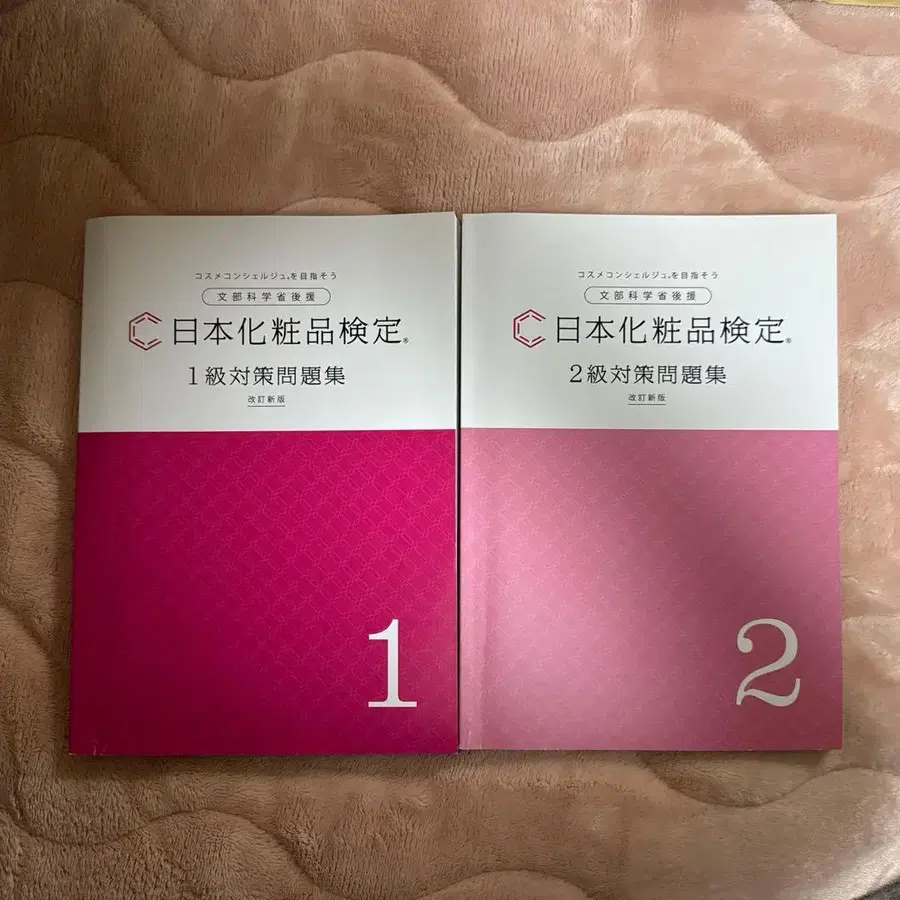 コスメコンシェルジュ®を目指そう
文部科学省後援
日本化粧品検定®
1級対策問題集
改訂新版
1
コスメコンシェルジュ®を目指そう
文部科学省後援
日本化粧品検定®
2級対策問題集
改訂新版
2